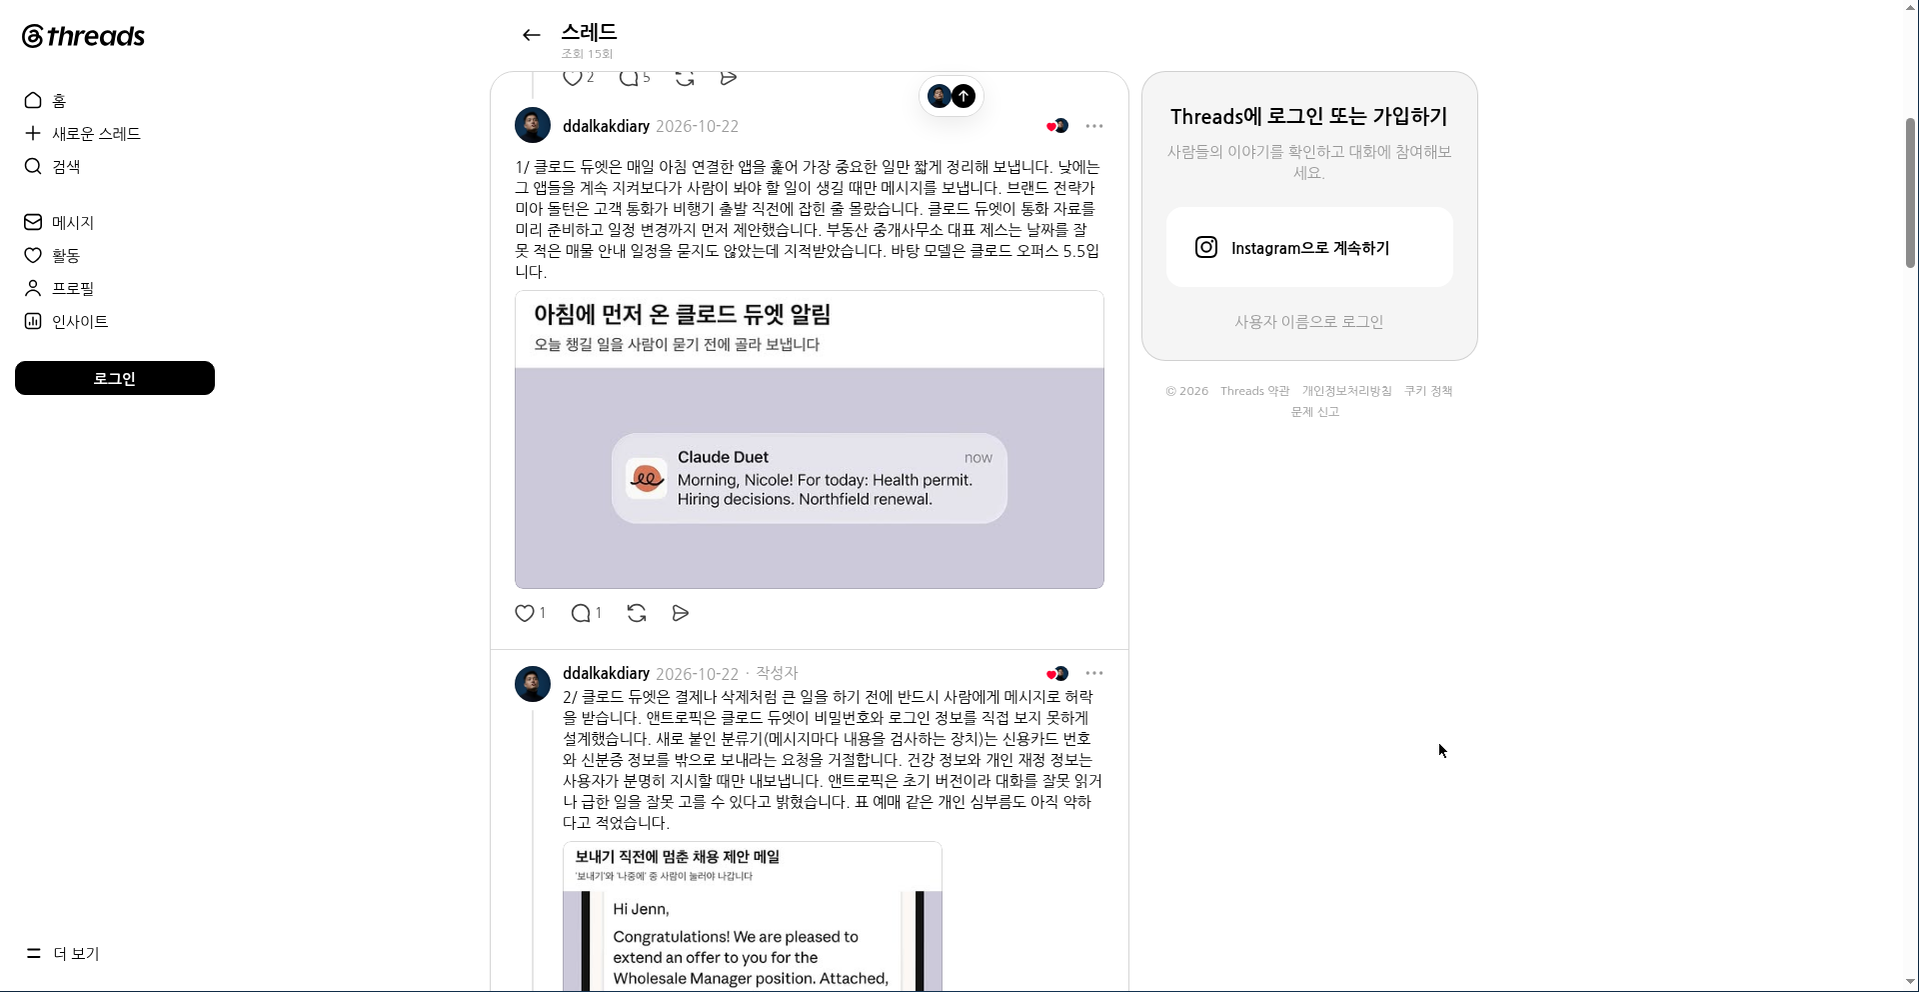 threads
홈
새로운 스레드
검색
메시지
활동
프로필
인사이트
로그인
더 보기
스레드
조회 15회
2
5
ddalkakdiary 2026-10-22
1/ 클로드 듀엣은 매일 아침 연결한 앱을 훑어 가장 중요한 일만 짧게 정리해 보냅니다. 낮에는
그 앱들을 계속 지켜보다가 사람이 봐야 할 일이 생길 때만 메시지를 보냅니다. 브랜드 전략가
미아 돌턴은 고객 통화가 비행기 출발 직전에 잡힌 줄 몰랐습니다. 클로드 듀엣이 통화 자료를
미리 준비하고 일정 변경까지 먼저 제안했습니다. 부동산 중개사무소 대표 제스는 날짜를 잘
못 적은 매물 안내 일정을 묻지도 않았는데 지적받았습니다. 바탕 모델은 클로드 오퍼스 5.5입
니다.
아침에 먼저 온 클로드 듀엣 알림
오늘 챙길 일을 사람이 묻기 전에 골라 보냅니다
Claude Duet
now
Morning, Nicole! For today: Health permit.
Hiring decisions. Northfield renewal.
1
1
ddalkakdiary 2026-10-22 · 작성자
2/ 클로드 듀엣은 결제나 삭제처럼 큰 일을 하기 전에 반드시 사람에게 메시지로 허락
을 받습니다. 앤트로픽은 클로드 듀엣이 비밀번호와 로그인 정보를 직접 보지 못하게
설계했습니다. 새로 붙인 분류기(메시지마다 내용을 검사하는 장치)는 신용카드 번호
와 신분증 정보를 밖으로 보내라는 요청을 거절합니다. 건강 정보와 개인 재정 정보는
사용자가 분명히 지시할 때만 내보냅니다. 앤트로픽은 초기 버전이라 대화를 잘못 읽거
나 급한 일을 잘못 고를 수 있다고 밝혔습니다. 표 예매 같은 개인 심부름도 아직 약하
다고 적었습니다.
보내기 직전에 멈춘 채용 제안 메일
'보내기'와 '나중에' 중 사람이 눌러야 나갑니다
Hi Jenn,
Congratulations! We are pleased to
extend an offer to you for the
Wholesale Manager position. Attached,
Threads에 로그인 또는 가입하기
사람들의 이야기를 확인하고 대화에 참여해보
세요.
Instagram으로 계속하기
사용자 이름으로 로그인
© 2026 Threads 약관 개인정보처리방침 쿠키 정책
문제 신고